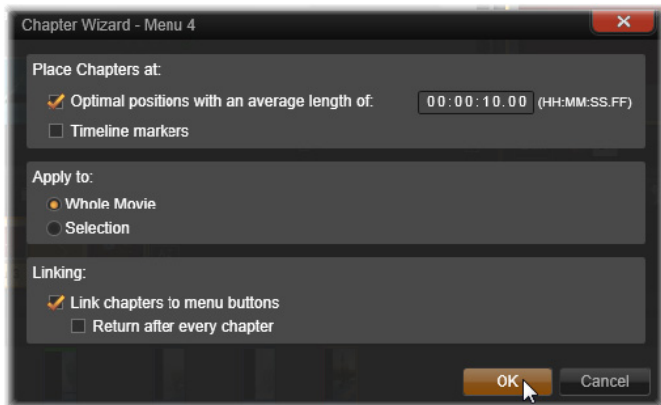 Chapter Wizard - Menu 4
Place Chapters at:
Optimal positions with an average length of: 00:00:10.00 (HH:MM:SS.FF)
Timeline markers
Apply to:
Whole Movie
Selection
Linking:
Link chapters to menu buttons
Return after every chapter
OK Cancel